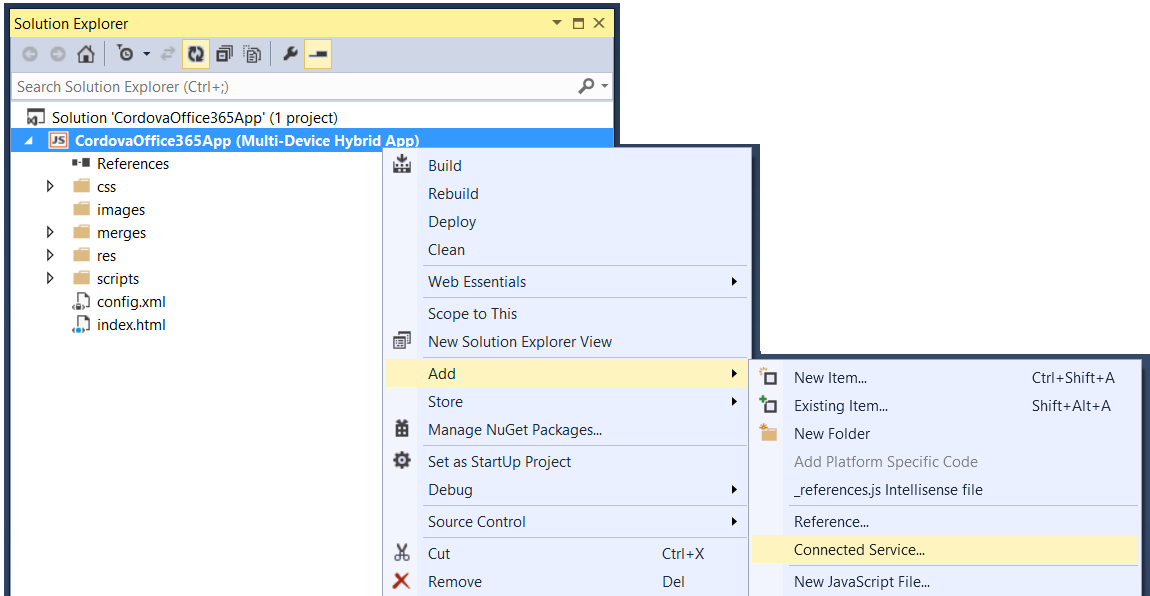 Solution Explorer
Search Solution Explorer (Ctrl+;)
Solution 'CordovaOffice365App' (1 project)
JS CordovaOffice365App (Multi-Device Hybrid App)
References
css
images
merges
res
scripts
config.xml
index.html
Build
Rebuild
Deploy
Clean
Web Essentials
Scope to This
New Solution Explorer View
Add
Store
Manage NuGet Packages...
Set as StartUp Project
Debug
Source Control
Cut Ctrl+X
Remove Del
New Item... Ctrl+Shift+A
Existing Item... Shift+Alt+A
New Folder
Add Platform Specific Code
_references.js Intellisense file
Reference...
Connected Service...
New JavaScript File...